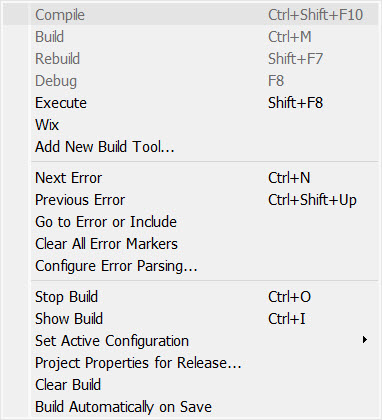 Compile Ctrl+Shift+F10
Build Ctrl+M
Rebuild Shift+F7
Debug F8
Execute Shift+F8
Wix
Add New Build Tool...
Next Error Ctrl+N
Previous Error Ctrl+Shift+Up
Go to Error or Include
Clear All Error Markers
Configure Error Parsing...
Stop Build Ctrl+O
Show Build Ctrl+I
Set Active Configuration
Project Properties for Release...
Clear Build
Build Automatically on Save